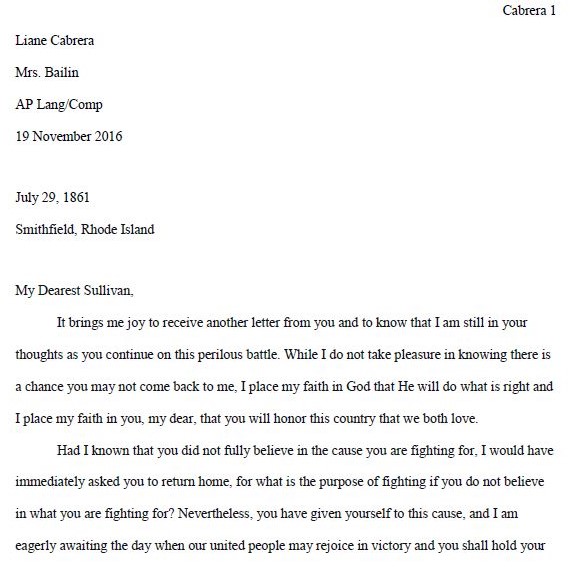 Cabrera 1
Liane Cabrera
Mrs. Bailin
AP Lang/Comp
19 November 2016
July 29, 1861
Smithfield, Rhode Island
My Dearest Sullivan,
It brings me joy to receive another letter from you and to know that I am still in your
thoughts as you continue on this perilous battle. While I do not take pleasure in knowing there is
a chance you may not come back to me, I place my faith in God that He will do what is right and
I place my faith in you, my dear, that you will honor this country that we both love.
Had I known that you did not fully believe in the cause you are fighting for, I would have
immediately asked you to return home, for what is the purpose of fighting if you do not believe
in what you are fighting for? Nevertheless, you have given yourself to this cause, and I am
eagerly awaiting the day when our united people may rejoice in victory and you shall hold your